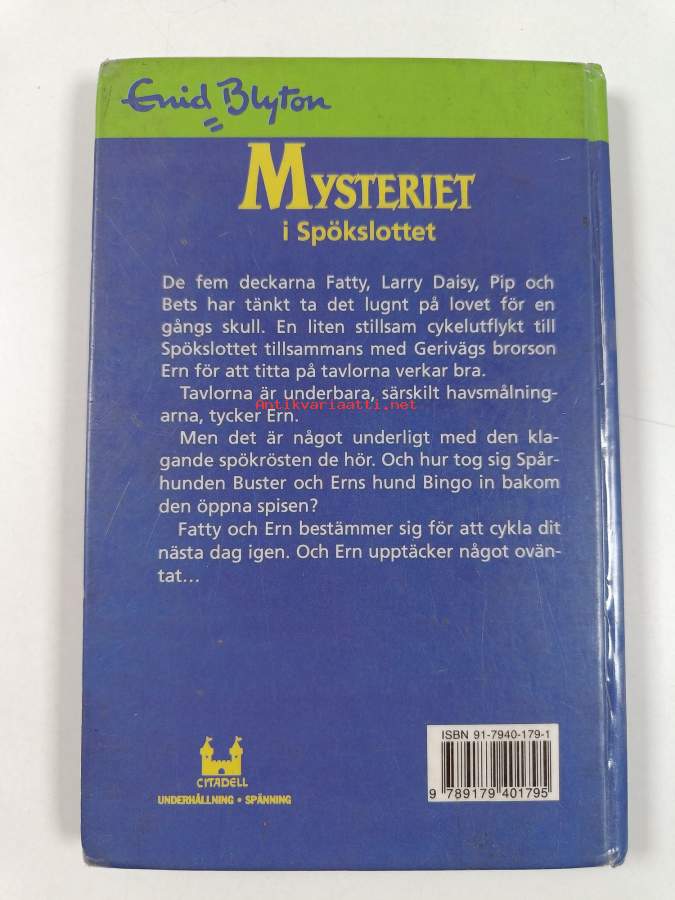 Enid Blyton
MYSTERIET
i Spökslottet
De fem deckarna Fatty, Larry Daisy, Pip och
Bets har tänkt ta det lugnt på lovet för en
gångs skull. En liten stillsam cykelutflykt till
Spökslottet tillsammans med Gerivägs brorson
Ern för att titta på tavlorna verkar bra.
Tavlorna är underbara, särskilt havsmålning-
Antikvariaatti.net
arna, tycker Ern.
Men det är något underligt med den kla-
gande spökrösten de hör. Och hur tog sig Spår-
hunden Buster och Erns hund Bingo in bakom
den öppna spisen?
Fatty och Ern bestämmer sig för att cykla dit
nästa dag igen. Och Ern upptäcker något ovän-
tat...
ISBN 91-7940-179-1
9 789179 401795
CITADELL
UNDERHÅLLNING • SPÄNNING